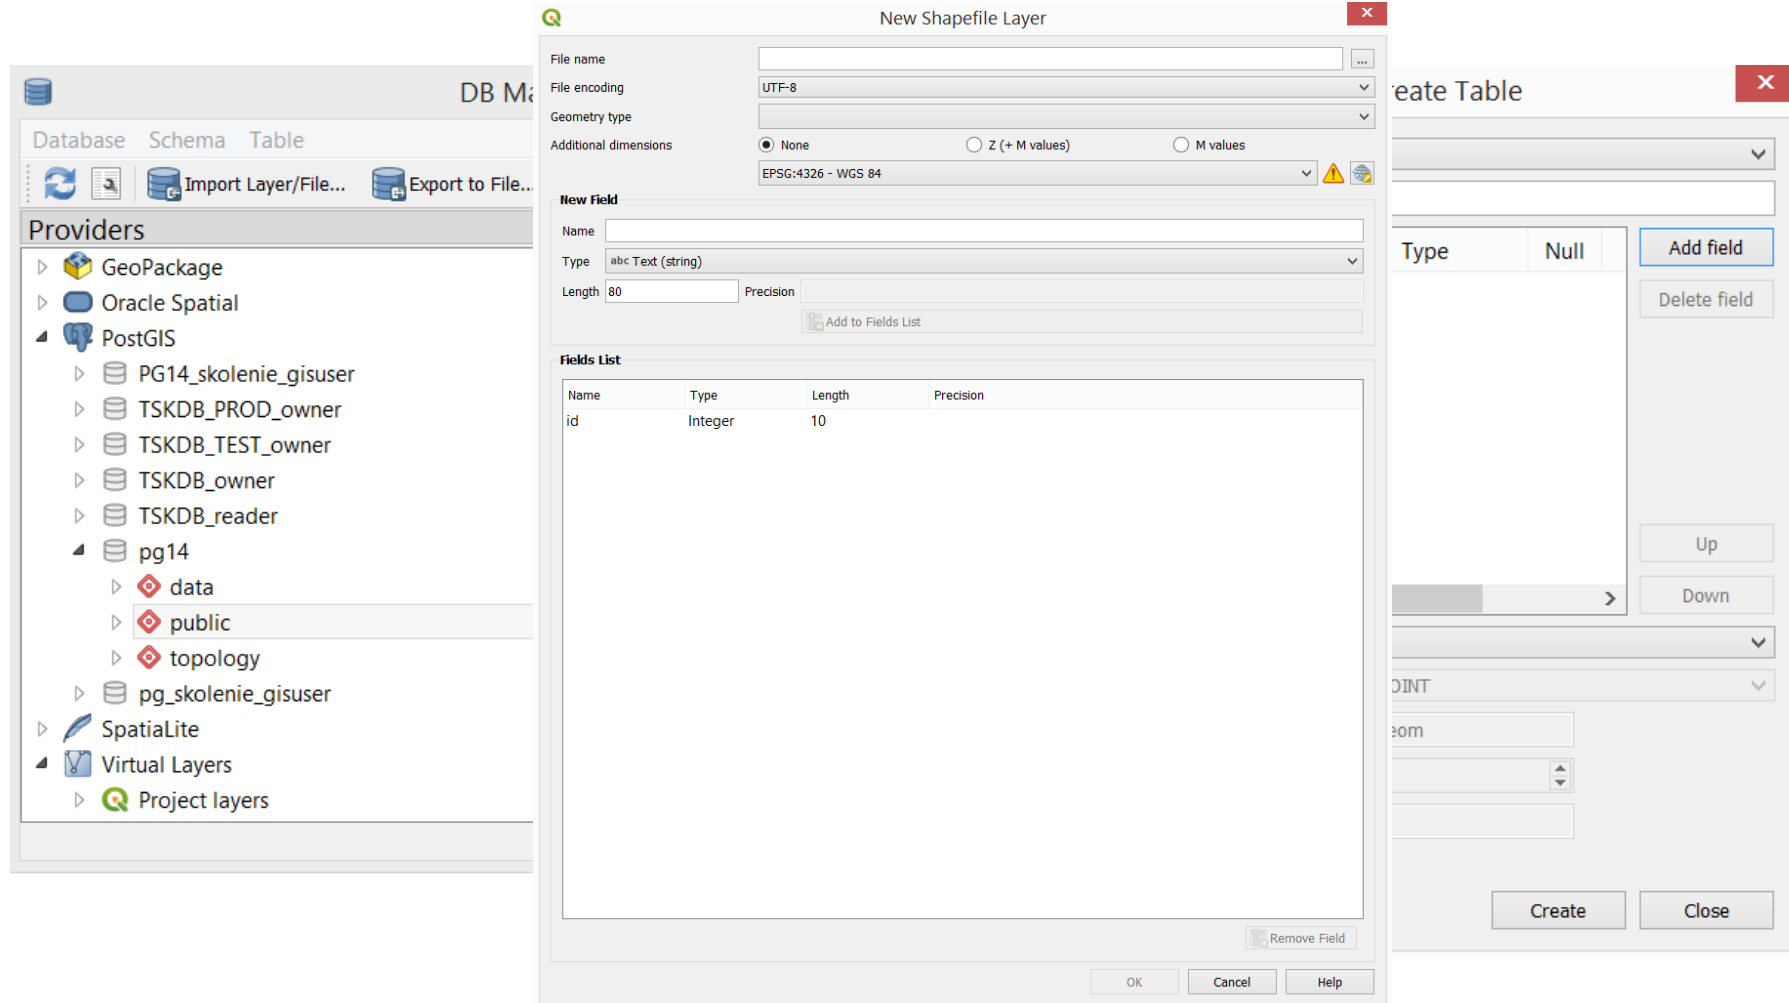 DB Ma
Database Schema Table
Import Layer/File... Export to File...
Providers
GeoPackage
Oracle Spatial
PostGIS
PG14_skolenie_gisuser
TSKDB_PROD_owner
TSKDB_TEST_owner
TSKDB_owner
TSKDB_reader
pg14
data
public
topology
pg_skolenie_gisuser
SpatiaLite
Virtual Layers
Project layers
New Shapefile Layer
File name ...
File encoding UTF-8
Geometry type
Additional dimensions None Z (+ M values) M values
EPSG:4326 - WGS 84
New Field
Name
Type abc Text (string)
Length 80 Precision
Add to Fields List
Fields List
Name Type Length Precision
id Integer 10
Remove Field
OK Cancel Help
eate Table
Type Null
Add field
Delete field
Up
Down
OINT
eom
Create Close